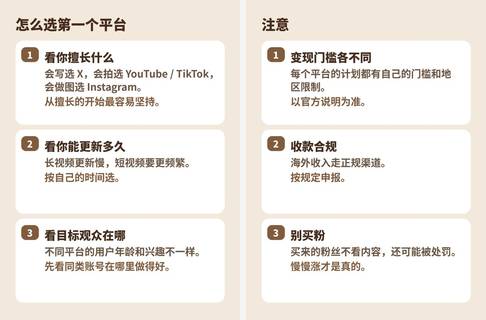 怎么选第一个平台
1 看你擅长什么
会写选 X，会拍选 YouTube / TikTok，
会做图选 Instagram。
从擅长的开始最容易坚持。
2 看你能更新多久
长视频更新慢，短视频要更频繁。
按自己的时间选。
3 看目标观众在哪
不同平台的用户年龄和兴趣不一样。
先看同类账号在哪里做得好。
注意
1 变现门槛各不同
每个平台的计划都有自己的门槛和地
区限制。
以官方说明为准。
2 收款合规
海外收入走正规渠道。
按规定申报。
3 别买粉
买来的粉丝不看内容，还可能被处罚。
慢慢涨才是真的。